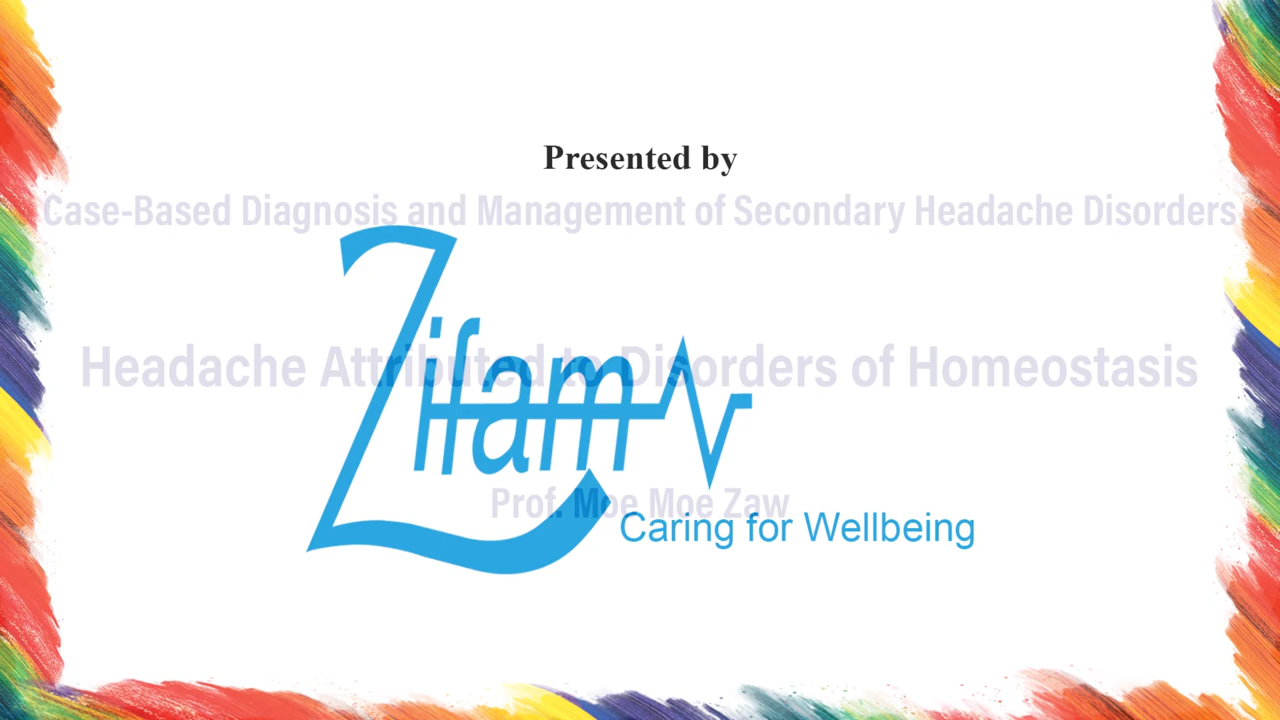 Presented by
Case-Based Diagnosis and Management of Secondary Headache Disorders
Zifam
Headache Attributed to Disorders of Homeostasis
Prof. Moe Moe Zaw
Caring for Wellbeing